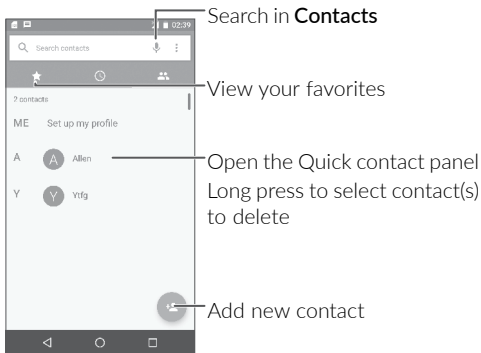 02:39
Search contacts
2 contacts
ME Set up my profile
A A Allen
Y Y Ytfg
Search in Contacts
View your favorites
Open the Quick contact panel
Long press to select contact(s)
to delete
Add new contact